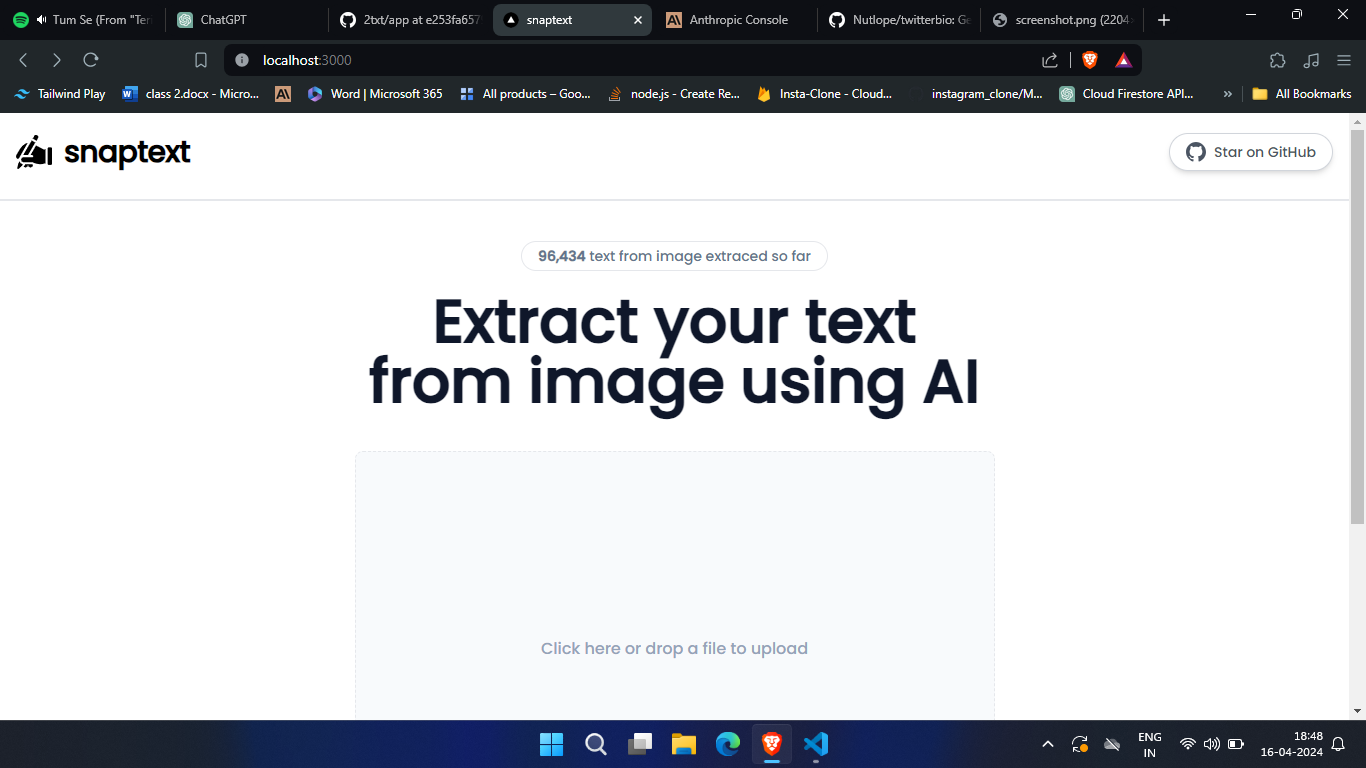 Tum Se (From "Teri
ChatGPT
2txt/app at e253fa657
snaptext
Anthropic Console
Nutlope/twitterbio: Ge
screenshot.png (2204
localhost:3000
Tailwind Play
class 2.docx - Micro...
Word | Microsoft 365
All products – Goo...
node.js - Create Re...
Insta-Clone - Cloud...
instagram_clone/M...
Cloud Firestore API...
»
All Bookmarks
snaptext
Star on GitHub
96,434 text from image extraced so far
Extract your text
from image using AI
Click here or drop a file to upload
ENG
IN
18:48
16-04-2024